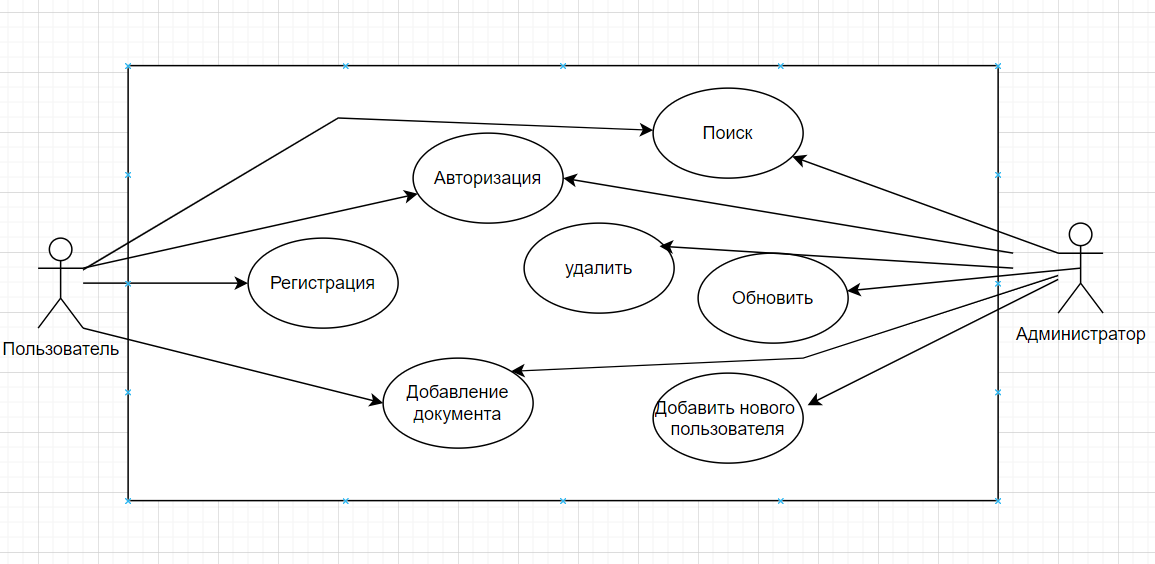 Поиск
Авторизация
удалить
Регистрация
Обновить
Пользователь
Администратор
Добавление
документа
Добавить нового
пользователя